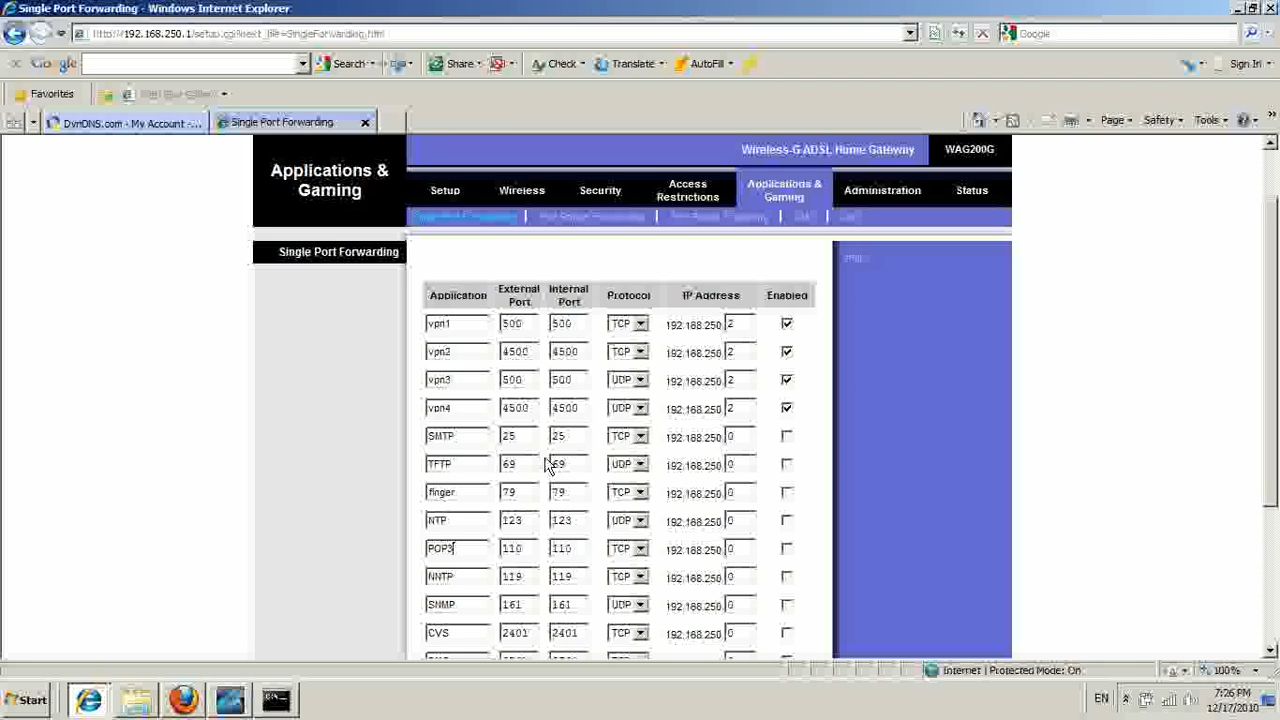 Single Port Forwarding - Windows Internet Explorer
http://192.168.250.1/setup.cgi?next_file=SingleForwarding.html
Google
Google Search Share Check Translate AutoFill Sign In
Favorites
DynDNS.com - My Account -... Single Port Forwarding Page Safety Tools
Wireless-G ADSL Home Gateway WAG200G
Applications &
Gaming
Setup Wireless Security Access Restrictions Applications & Gaming Administration Status
Single Port Forwarding
Application External Port Internal Port Protocol IP Address Enabled
vpn1 500 500 TCP 192.168.250. 2
vpn2 4500 4500 TCP 192.168.250. 2
vpn3 500 500 UDP 192.168.250. 2
vpn4 4500 4500 UDP 192.168.250. 2
SMTP 25 25 TCP 192.168.250. 0
TFTP 69 69 UDP 192.168.250. 0
finger 79 79 TCP 192.168.250. 0
NTP 123 123 UDP 192.168.250. 0
POP3 110 110 TCP 192.168.250. 0
NNTP 119 119 TCP 192.168.250. 0
SNMP 161 161 UDP 192.168.250. 0
CVS 2401 2401 TCP 192.168.250. 0
Internet | Protected Mode: On 100%
Start EN 7:26 PM
12/17/2010